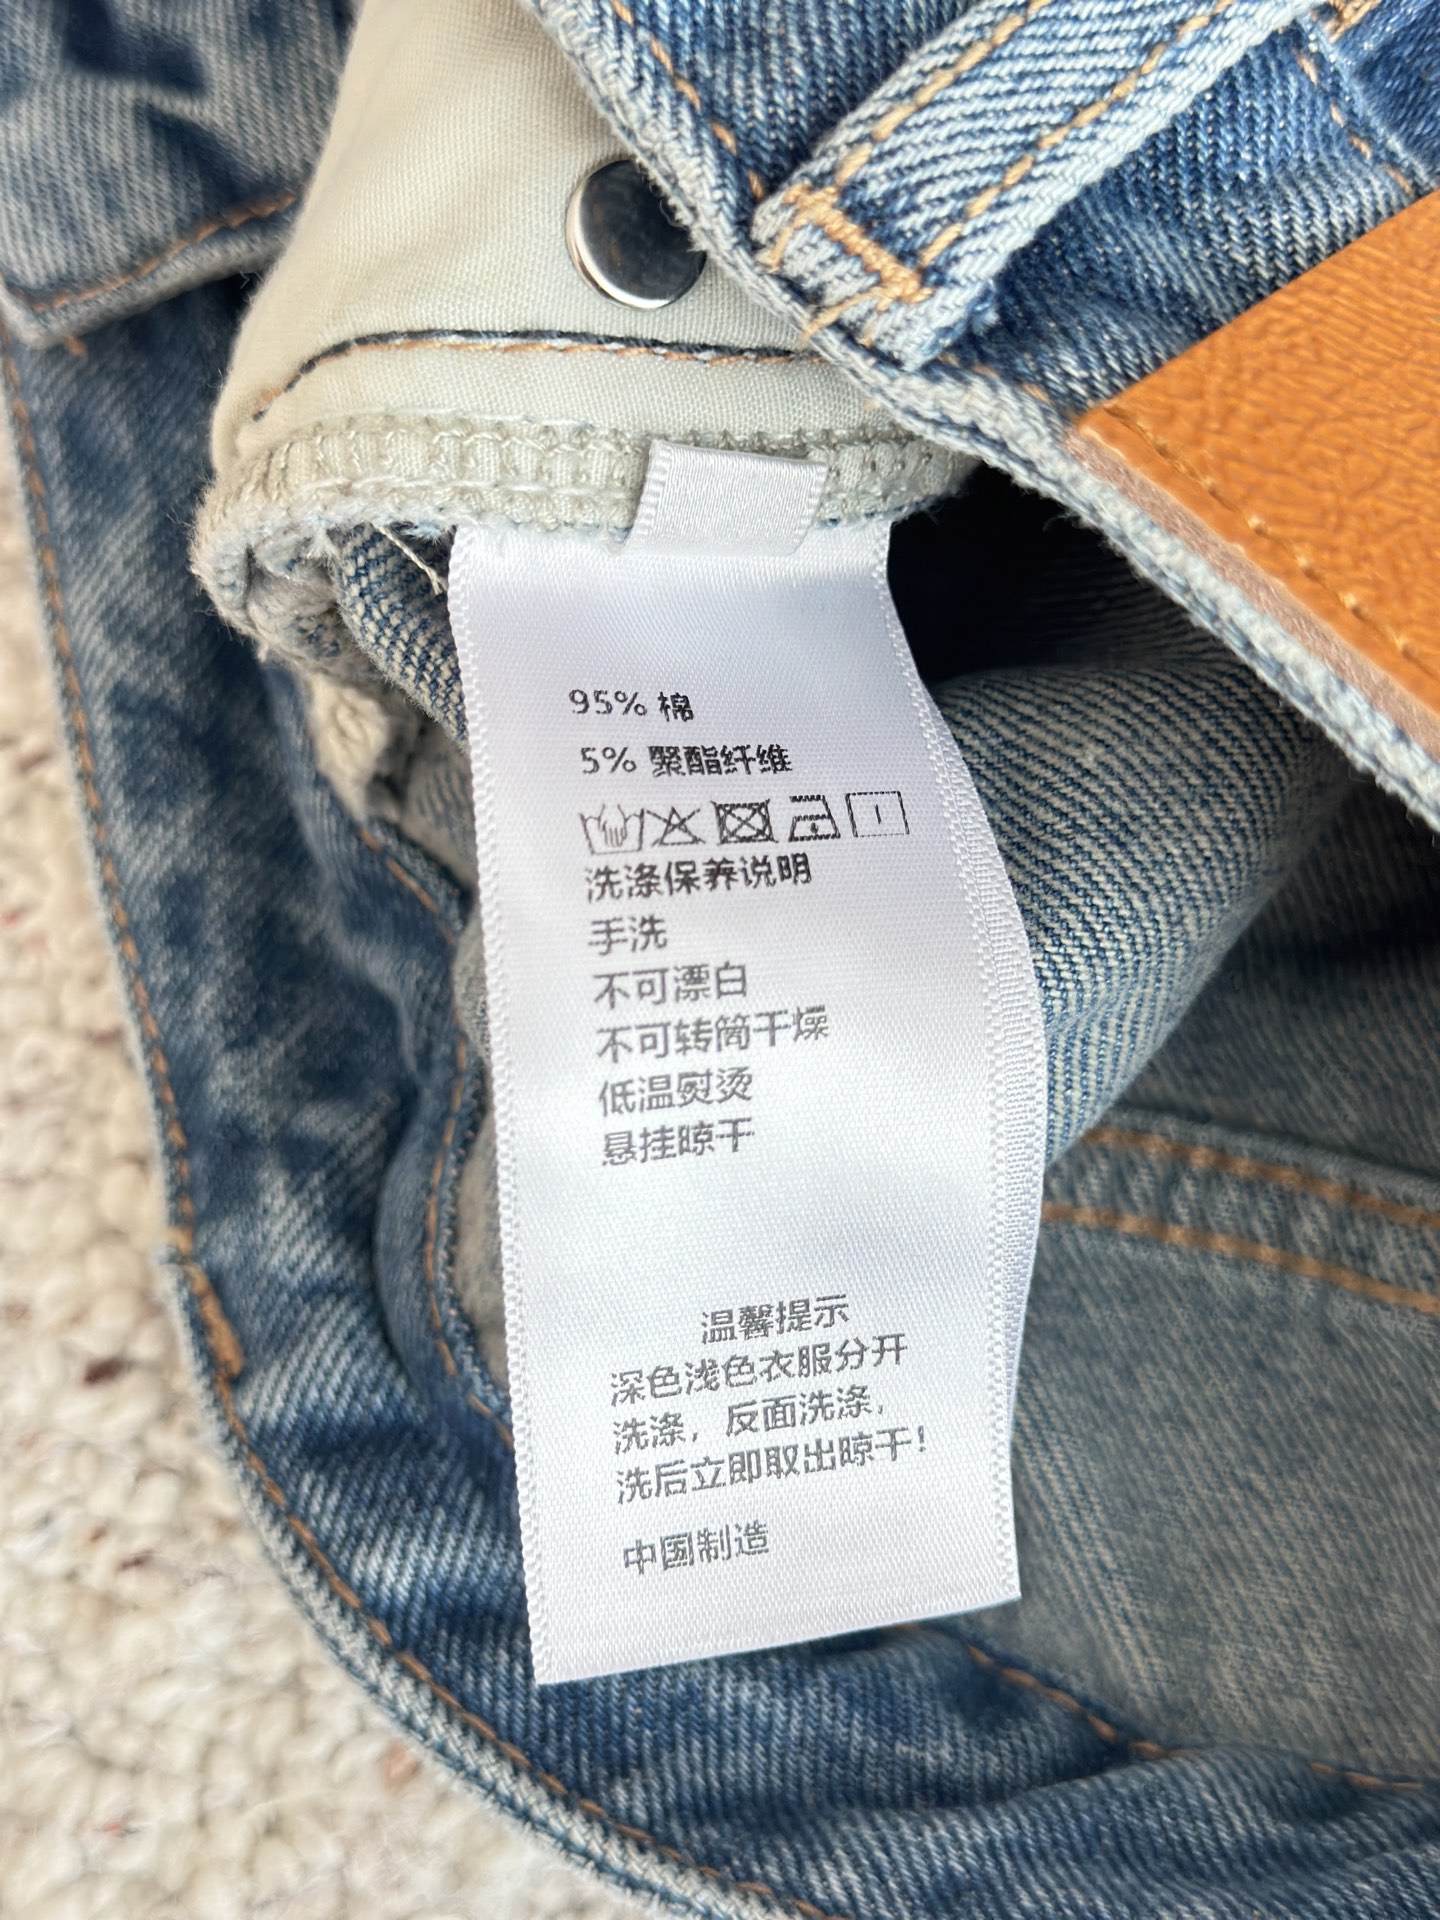 95% 棉
5% 聚酯纤维
洗涤保养说明
手洗
不可漂白
不可转筒干燥
低温熨烫
悬挂晾干
温馨提示
深色浅色衣服分开
洗涤，反面洗涤，
洗后立即取出晾干！
中国制造